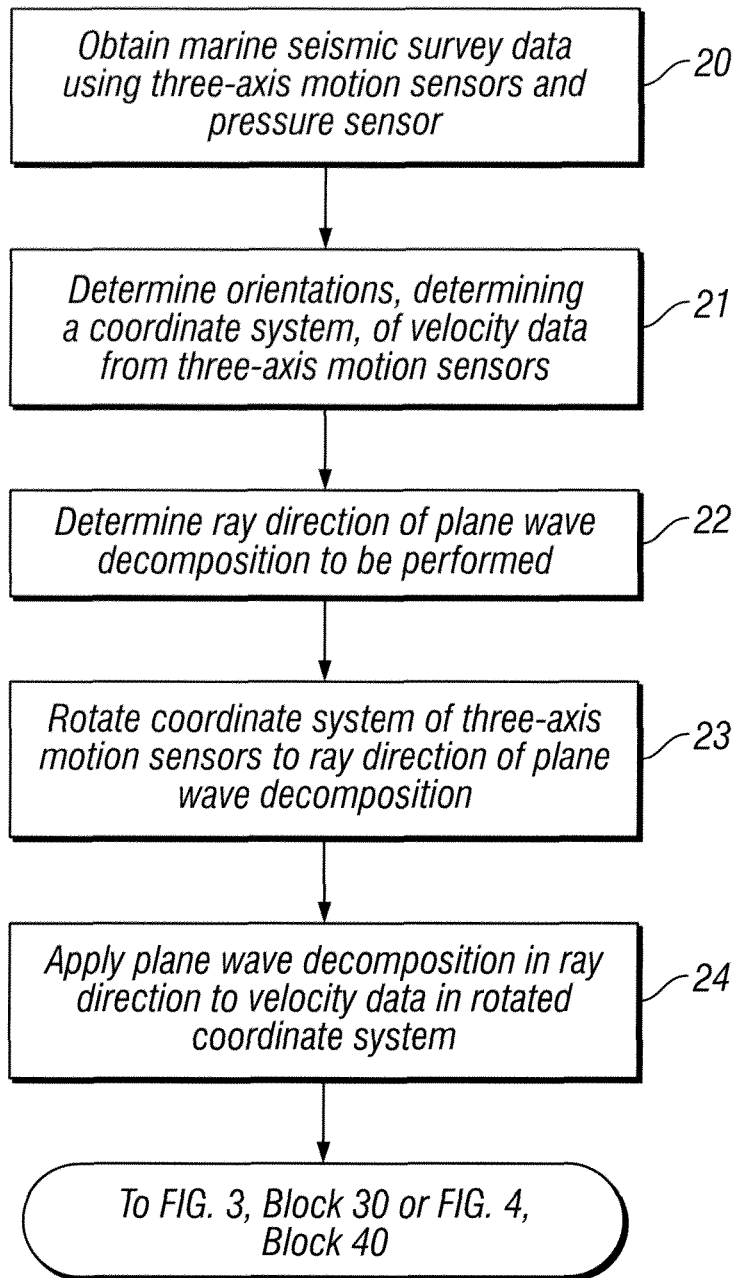 Obtain marine seismic survey data
using three-axis motion sensors and
pressure sensor
20
Determine orientations, determining
a coordinate system, of velocity data
from three-axis motion sensors
21
Determine ray direction of plane wave
decomposition to be performed
22
Rotate coordinate system of three-axis
motion sensors to ray direction of plane
wave decomposition
23
Apply plane wave decomposition in ray
direction to velocity data in rotated
coordinate system
24
To FIG. 3, Block 30 or FIG. 4,
Block 40